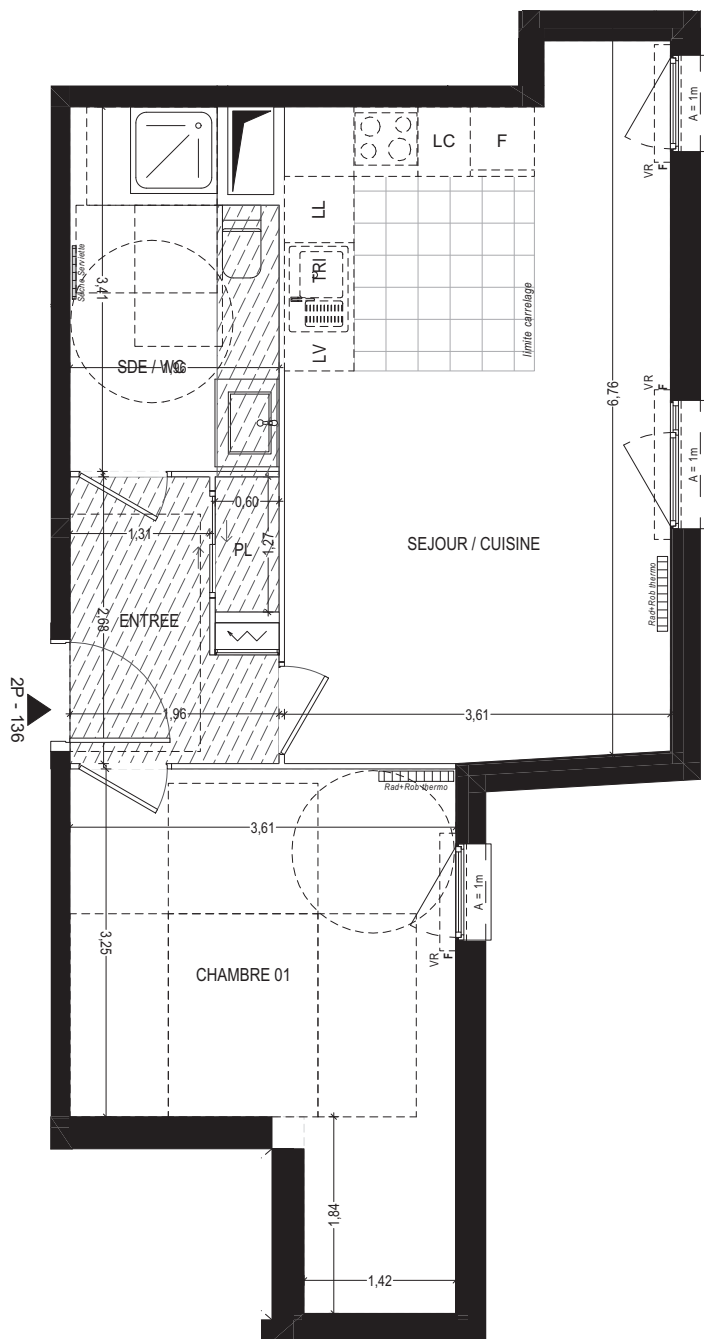 A = 1m
VR
F
LC
F
LL
TRI
LV
limite carrelage
Sèche Serviette
3,41
SDE / WC
1,96
6,76
VR
F
A = 1m
0,60
1,31
PL
1,27
SEJOUR / CUISINE
Rad+Rob thermo
ENTREE
2,68
2P - 136
1,96
3,61
Rad+Rob thermo
3,61
A = 1m
3,25
VR
F
CHAMBRE 01
1,84
1,42